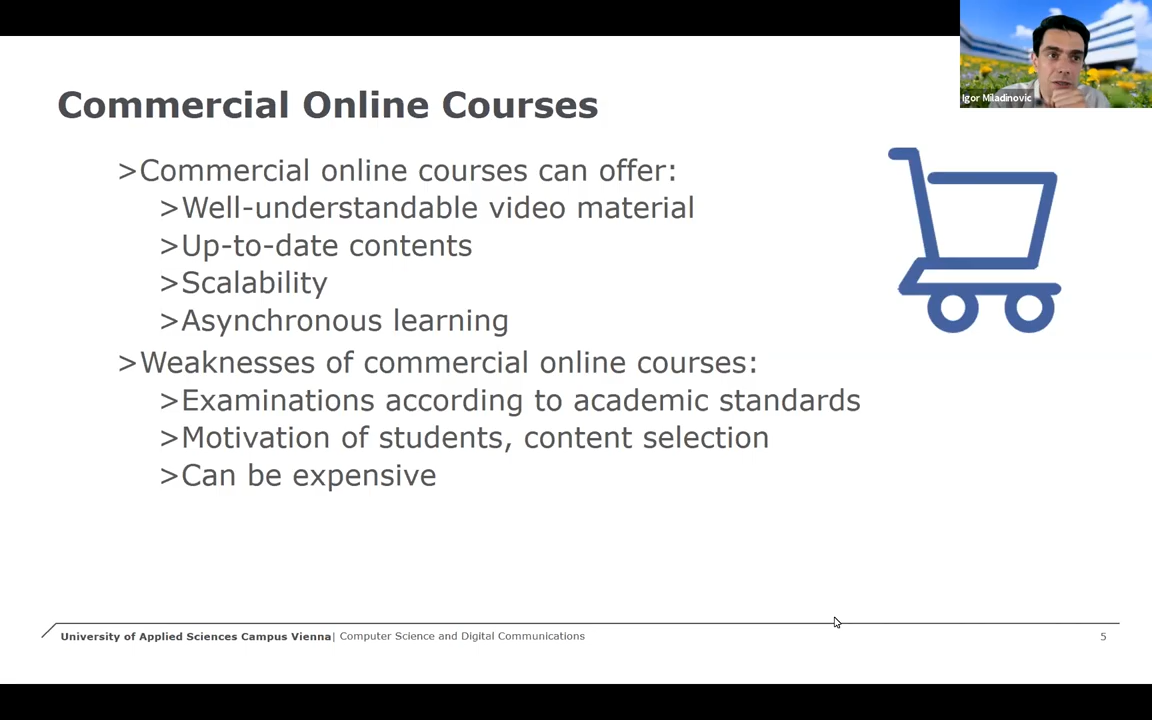 Igor Miladinovic
Commercial Online Courses
>Commercial online courses can offer:
>Well-understandable video material
>Up-to-date contents
>Scalability
>Asynchronous learning
>Weaknesses of commercial online courses:
>Examinations according to academic standards
>Motivation of students, content selection
>Can be expensive
University of Applied Sciences Campus Vienna| Computer Science and Digital Communications
5